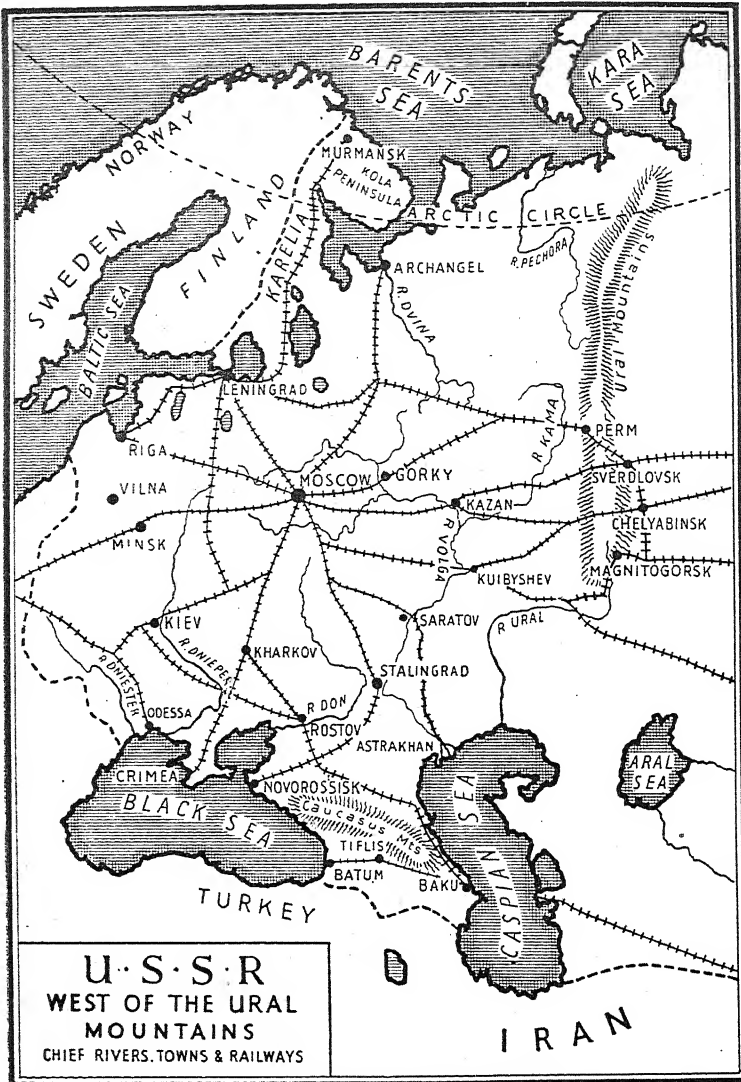 BARENTS
SEA
KARA
SEA
NORWAY
MURMANSK
KOLA
PENINSULA
ARCTIC CIRCLE
SWEDEN
FINLAND
KARELIA
R.PECHORA
Ural Mountains
ARCHANGEL
R. DVINA
BALTIC SEA
LENINGRAD
R KAMA
PERM
RIGA
MOSCOW
GORKY
SVERDLOVSK
VILNA
KAZAN
MINSK
CHELYABINSK
R VOLGA
KUIBYSHEV
MAGNITOGORSK
KIEV
SARATOV
R URAL
R.DNIEPER
KHARKOV
R DNIESTER
STALINGRAD
ODESSA
R DON
ROSTOV
ASTRAKHAN
ARAL
SEA
CRIMEA
NOVOROSSISK
BLACK SEA
Caucasus Mts
TIFLIS
BATUM
BAKU
CASPIAN SEA
TURKEY
IRAN
U·S·S·R
WEST OF THE URAL
MOUNTAINS
CHIEF RIVERS.TOWNS & RAILWAYS